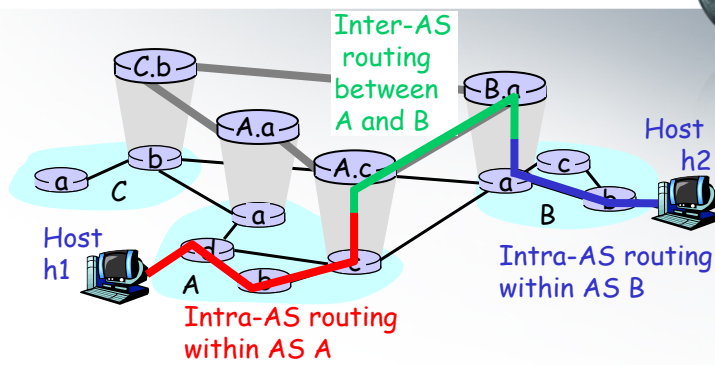 Inter-AS
routing
between
A and B
C.b
B.a
A.a
A.c
Host
h2
a
b
C
c
a
b
B
a
Host
h1
d
b
c
A
Intra-AS routing
within AS B
Intra-AS routing
within AS A